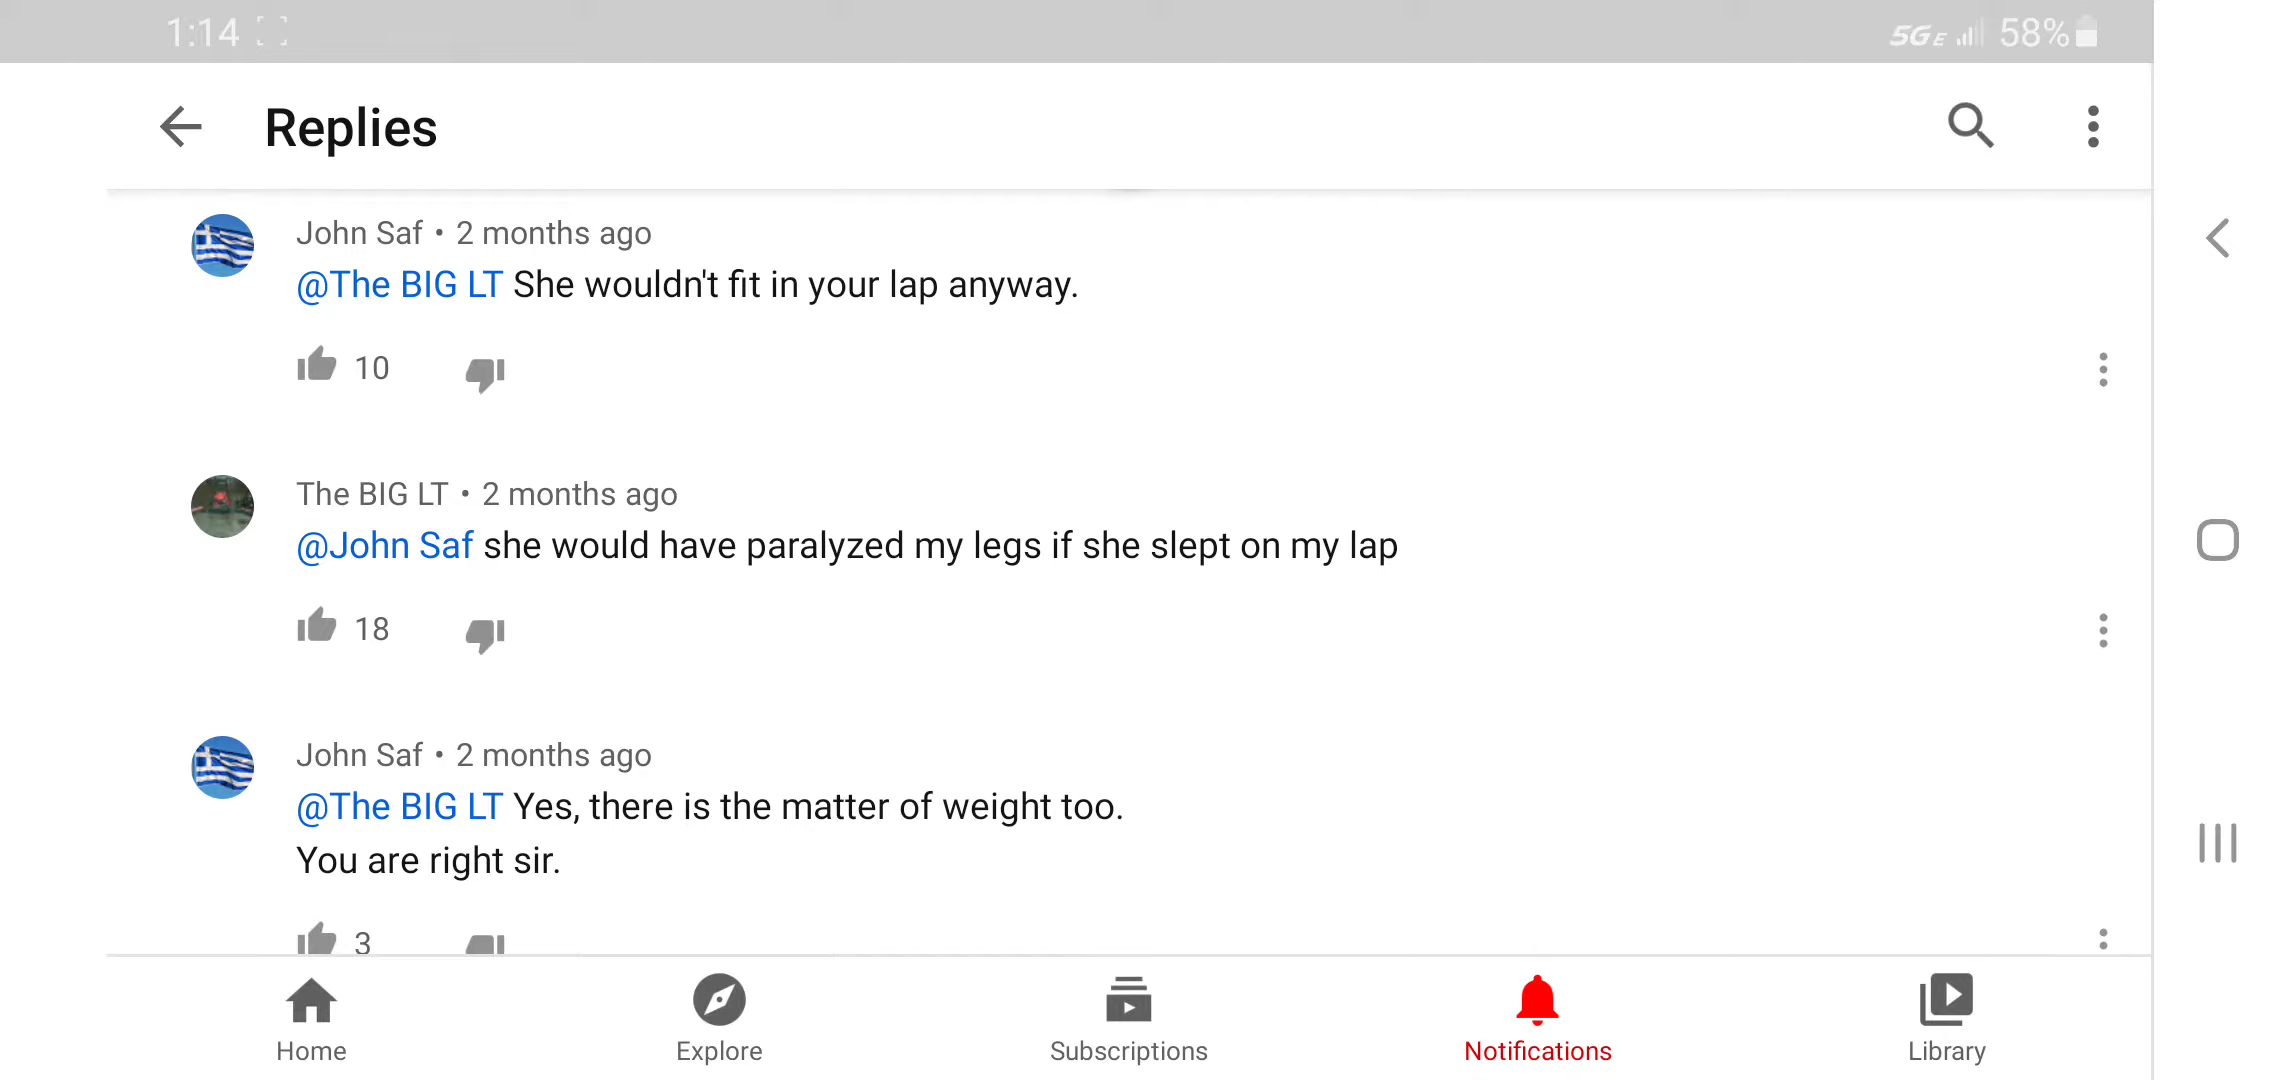 1:14 5GE 58%
Replies
John Saf • 2 months ago
@The BIG LT She wouldn't fit in your lap anyway.
10
The BIG LT • 2 months ago
@John Saf she would have paralyzed my legs if she slept on my lap
18
John Saf • 2 months ago
@The BIG LT Yes, there is the matter of weight too.
You are right sir.
3
Home Explore Subscriptions Notifications Library